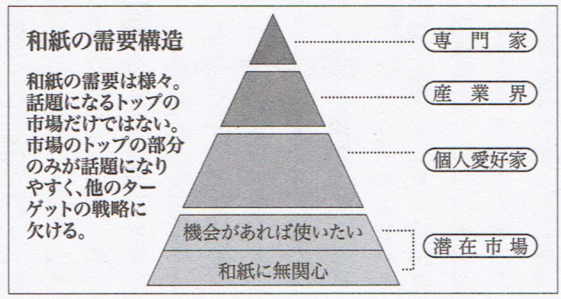 和紙の需要構造
和紙の需要は様々。
話題になるトップの
市場だけではない。
市場のトップの部分
のみが話題になり
やすく、他のター
ゲットの戦略に
欠ける。
専門家
産業界
個人愛好家
機会があれば使いたい
和紙に無関心
潜在市場